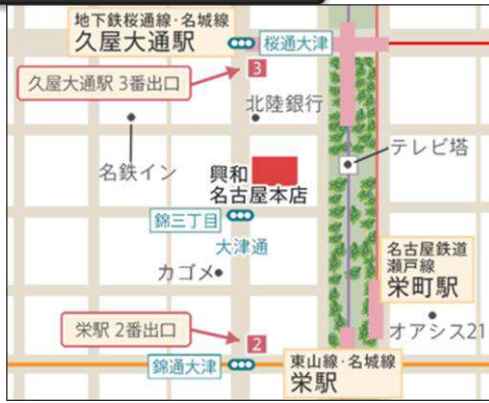 地下鉄桜通線･名城線
久屋大通駅
桜通大津
久屋大通駅 3番出口
3
北陸銀行
名鉄イン
テレビ塔
興和
名古屋本店
錦三丁目
大津通
カゴメ
名古屋鉄道
瀬戸線
栄町駅
栄駅 2番出口
2
オアシス21
錦通大津
東山線･名城線
栄駅